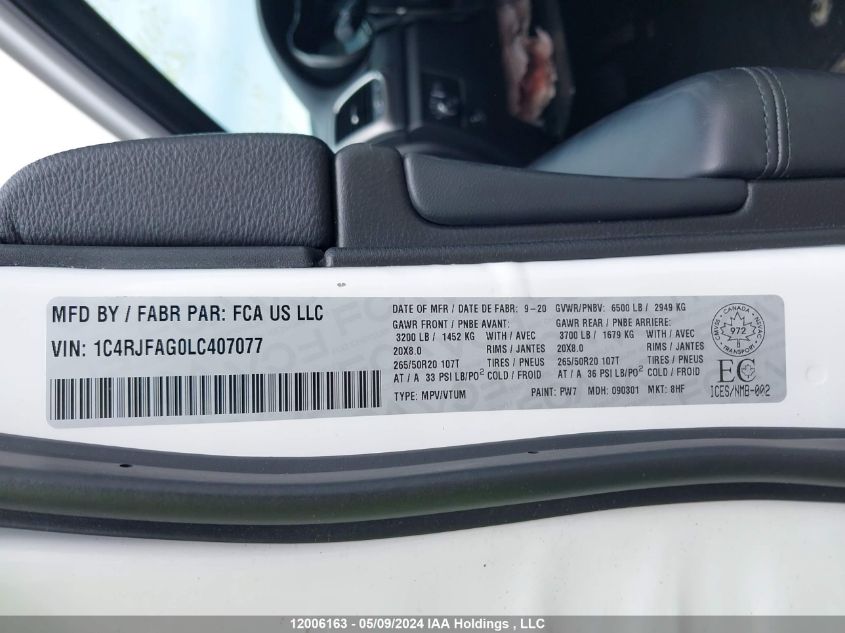 MFD BY / FABR PAR: FCA US LLC
VIN: 1C4RJFAG0LC407077
DATE OF MFR / DATE DE FABR: 9-20 GVWR/PNBV: 6500 LB / 2949 KG
GAWR FRONT / PNBE AVANT: GAWR REAR / PNBE ARRIERE:
3200 LB / 1452 KG WITH / AVEC 3700 LB / 1679 KG WITH / AVEC
20X8.0 RIMS / JANTES 20X8.0 RIMS / JANTES
265/50R20 107T TIRES / PNEUS 265/50R20 107T TIRES / PNEUS
AT / A 33 PSI LB/PO² COLD / FROID AT / A 36 PSI LB/PO² COLD / FROID
TYPE: MPV/VTUM PAINT: PW7 MDH: 090301 MKT: 8HF
CANADA
CMVSS 972 NSVAC
TRANSPORT
EC
ICES/NMB-002
12006163 - 05/09/2024 IAA Holdings , LLC